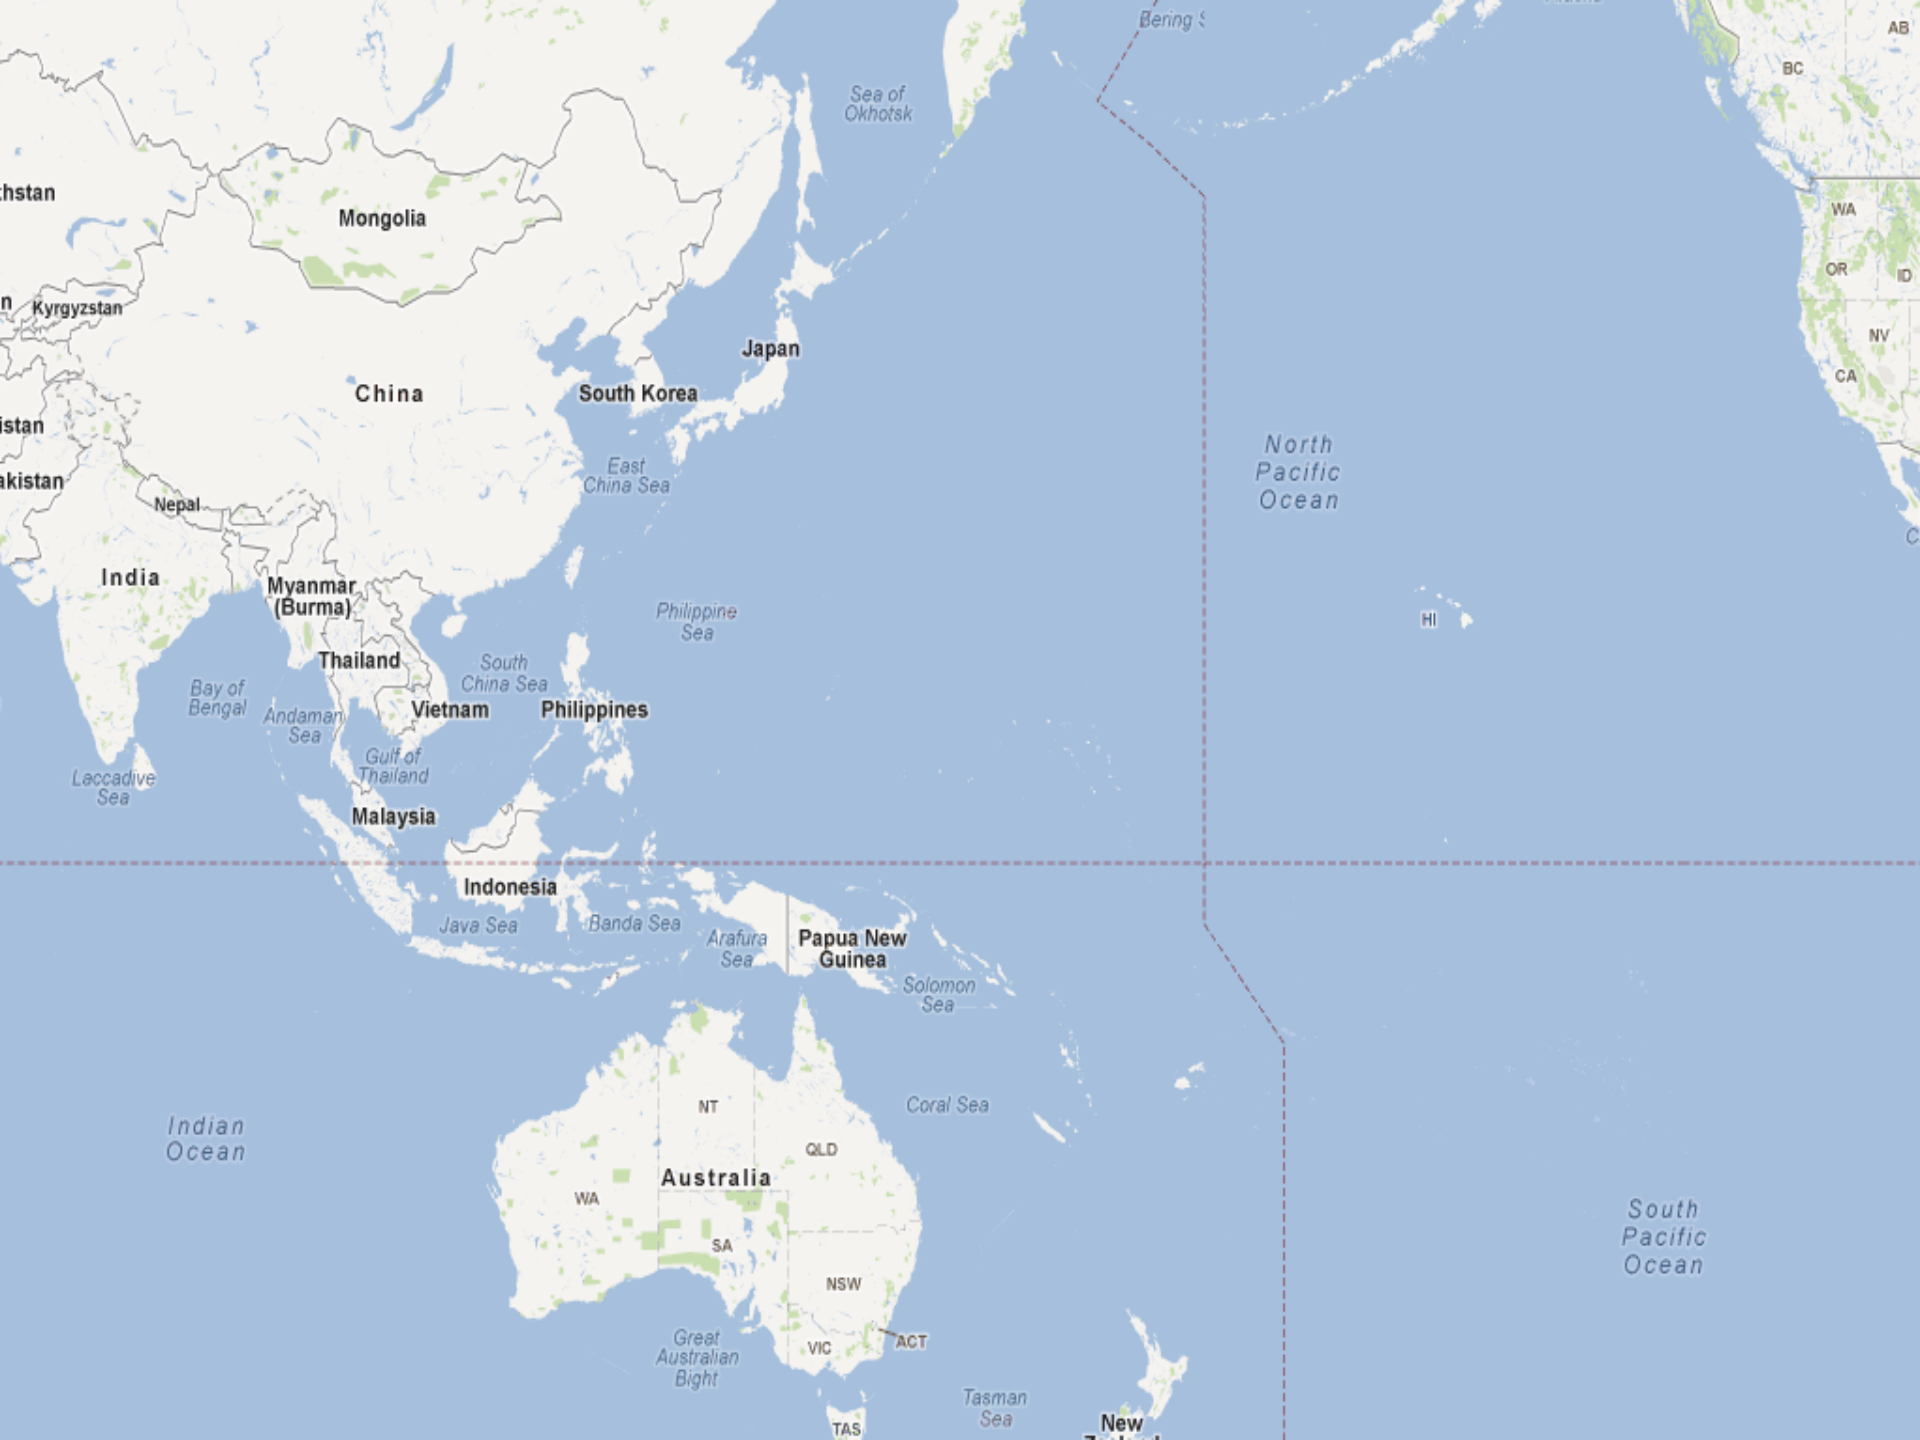 Bering S
AB
BC
Sea of
Okhotsk
thstan
Mongolia
WA
OR
ID
n
Kyrgyzstan
NV
Japan
CA
China
South Korea
istan
North
Pacific
Ocean
akistan
East
China Sea
Nepal
C
India
Myanmar
(Burma)
Philippine
Sea
HI
Thailand
South
China Sea
Bay of
Bengal
Andaman
Sea
Vietnam
Philippines
Gulf of
Thailand
Laccadive
Sea
Malaysia
Indonesia
Java Sea
Banda Sea
Arafura
Sea
Papua New
Guinea
Solomon
Sea
Indian
Ocean
NT
Coral Sea
QLD
Australia
WA
SA
NSW
South
Pacific
Ocean
VIC
ACT
Great
Australian
Bight
Tasman
Sea
TAS
New